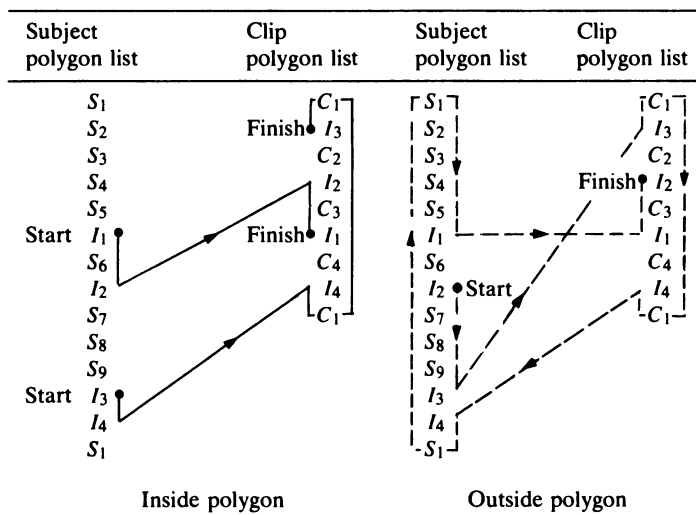 Subject Clip Subject Clip
polygon list polygon list polygon list polygon list
S1 C1 S1 C1
S2 Finish I3 S2 I3
S3 C2 S3 C2
S4 I2 S4 Finish I2
S5 C3 S5 C3
Start I1 Finish I1 I1 I1
S6 C4 S6 C4
I2 I4 I2 Start I4
S7 C1 S7 C1
S8 S8
S9 S9
Start I3 I3
I4 I4
S1 S1
Inside polygon Outside polygon